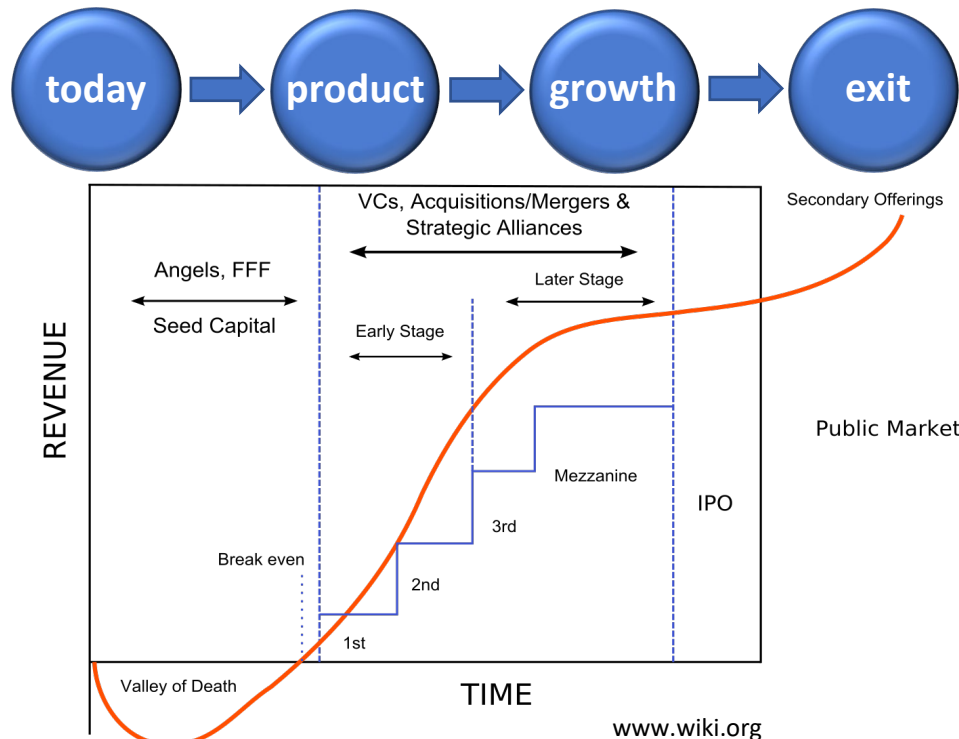 today
product
growth
exit
Secondary Offerings
VCs, Acquisitions/Mergers &
Strategic Alliances
Angels, FFF
Seed Capital
Later Stage
Early Stage
REVENUE
Public Market
Mezzanine
IPO
3rd
Break even
2nd
1st
Valley of Death
TIME
www.wiki.org